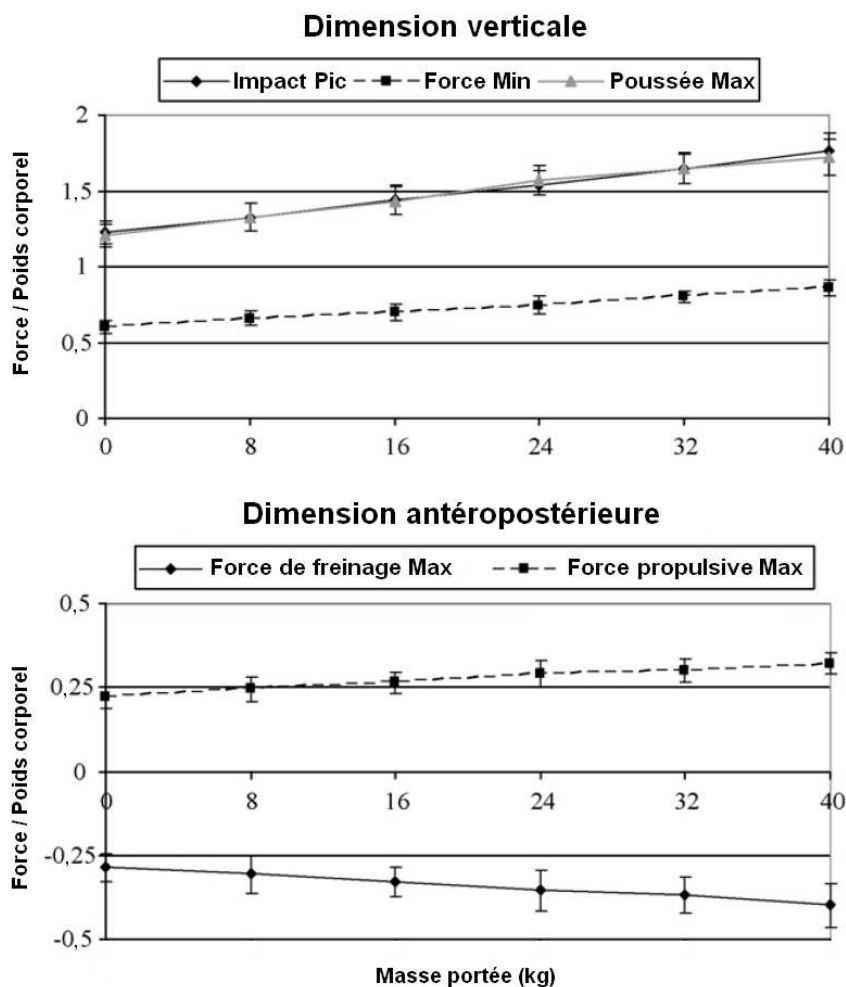 Dimension verticale
Impact Pic Force Min Poussée Max
2
1,5
1
0,5
0
0 8 16 24 32 40
Force / Poids corporel
Dimension antéropostérieure
Force de freinage Max Force propulsive Max
0,5
0,25
0
0 8 16 24 32 40
-0,25
-0,5
Force / Poids corporel
Masse portée (kg)